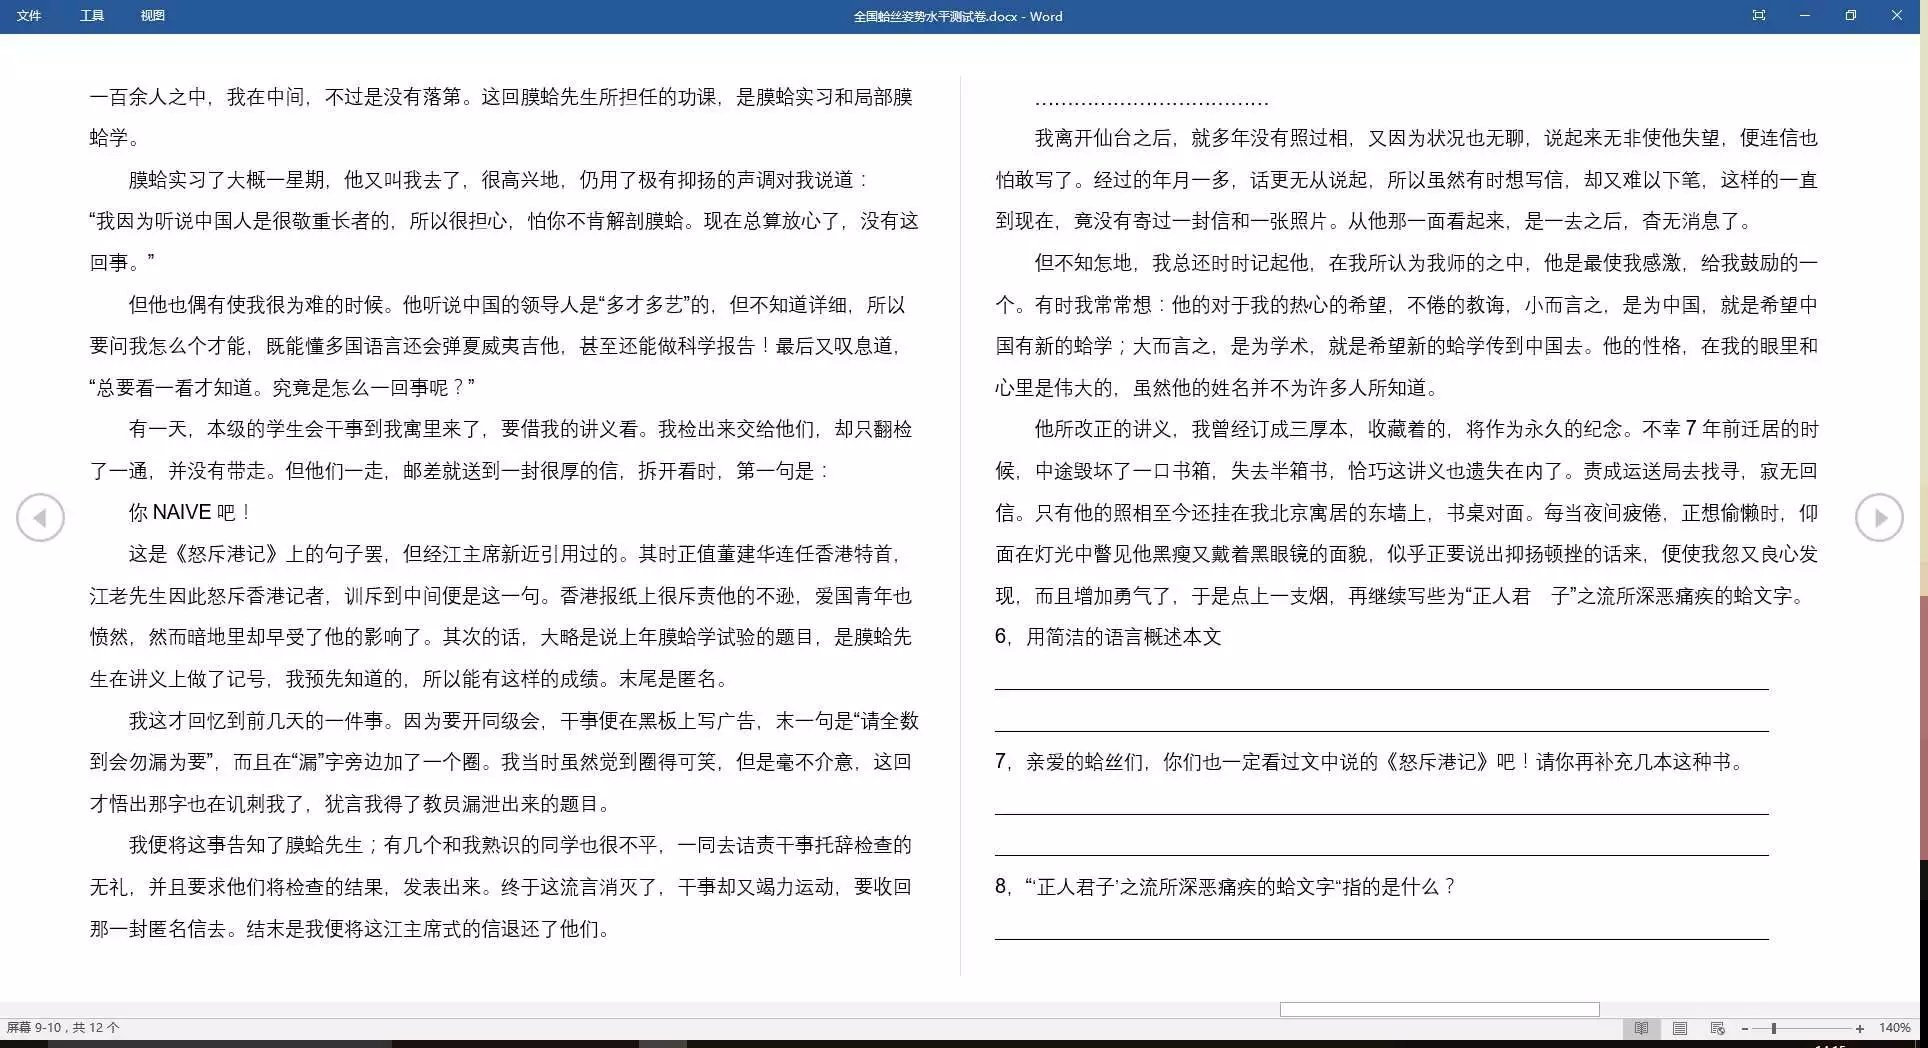 文件 工具 视图 全国蛤丝姿势水平测试卷.docx - Word
一百余人之中，我在中间，不过是没有落第。这回膜蛤先生所担任的功课，是膜蛤实习和局部膜
蛤学。
膜蛤实习了大概一星期，他又叫我去了，很高兴地，仍用了极有抑扬的声调对我说道：
“我因为听说中国人是很敬重长者的，所以很担心，怕你不肯解剖膜蛤。现在总算放心了，没有这
回事。”
但他也偶有使我很为难的时候。他听说中国的领导人是“多才多艺”的，但不知道详细，所以
要问我怎么个才能，既能懂多国语言还会弹夏威夷吉他，甚至还能做科学报告！最后又叹息道，
“总要看一看才知道。究竟是怎么一回事呢？”
有一天，本级的学生会干事到我寓里来了，要借我的讲义看。我检出来交给他们，却只翻检
了一通，并没有带走。但他们一走，邮差就送到一封很厚的信，拆开看时，第一句是：
你 NAIVE 吧！
这是《怒斥港记》上的句子罢，但经江主席新近引用过的。其时正值董建华连任香港特首，
江老先生因此怒斥香港记者，训斥到中间便是这一句。香港报纸上很斥责他的不逊，爱国青年也
愤然，然而暗地里却早受了他的影响了。其次的话，大略是说上年膜蛤学试验的题目，是膜蛤先
生在讲义上做了记号，我预先知道的，所以能有这样的成绩。末尾是匿名。
我这才回忆到前几天的一件事。因为要开同级会，干事便在黑板上写广告，末一句是“请全数
到会勿漏为要”，而且在“漏”字旁边加了一个圈。我当时虽然觉到圈得可笑，但是毫不介意，这回
才悟出那字也在讥刺我了，犹言我得了教员漏泄出来的题目。
我便将这事告知了膜蛤先生；有几个和我熟识的同学也很不平，一同去诘责干事托辞检查的
无礼，并且要求他们将检查的结果，发表出来。终于这流言消灭了，干事却又竭力运动，要收回
那一封匿名信去。结末是我便将这江主席式的信退还了他们。
………………………………
我离开仙台之后，就多年没有照过相，又因为状况也无聊，说起来无非使他失望，便连信也
怕敢写了。经过的年月一多，话更无从说起，所以虽然有时想写信，却又难以下笔，这样的一直
到现在，竟没有寄过一封信和一张照片。从他那一面看起来，是一去之后，杳无消息了。
但不知怎地，我总还时时记起他，在我所认为我师的之中，他是最使我感激，给我鼓励的一
个。有时我常常想：他的对于我的热心的希望，不倦的教诲，小而言之，是为中国，就是希望中
国有新的蛤学；大而言之，是为学术，就是希望新的蛤学传到中国去。他的性格，在我的眼里和
心里是伟大的，虽然他的姓名并不为许多人所知道。
他所改正的讲义，我曾经订成三厚本，收藏着的，将作为永久的纪念。不幸 7 年前迁居的时
候，中途毁坏了一口书箱，失去半箱书，恰巧这讲义也遗失在内了。责成运送局去找寻，寂无回
信。只有他的照相至今还挂在我北京寓居的东墙上，书桌对面。每当夜间疲倦，正想偷懒时，仰
面在灯光中瞥见他黑瘦又戴着黑眼镜的面貌，似乎正要说出抑扬顿挫的话来，便使我忽又良心发
现，而且增加勇气了，于是点上一支烟，再继续写些为“正人君　子”之流所深恶痛疾的蛤文字。
6，用简洁的语言概述本文
7，亲爱的蛤丝们，你们也一定看过文中说的《怒斥港记》吧！请你再补充几本这种书。
8，“‘正人君子’之流所深恶痛疾的蛤文字“指的是什么？
屏幕 9-10，共 12 个 140%